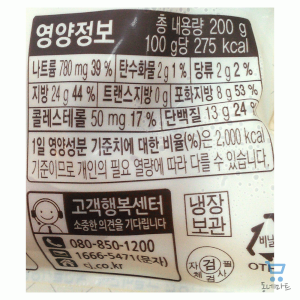 영양정보
총 내용량 200 g
100 g당 275 kcal
나트륨 780 mg 39 % 탄수화물 2 g 1 % 당류 2 g 2 %
지방 24 g 44 % 트랜스지방 0 g 포화지방 8 g 53 %
콜레스테롤 50 mg 17 % 단백질 13 g 24 %
1일 영양성분 기준치에 대한 비율(%)은 2,000 kcal
기준이므로 개인의 필요 열량에 따라 다를 수 있습니다.
고객행복센터
소중한 의견을 기다립니다
080-850-1200
1666-5471(문자)
cj.co.kr
냉장
보관
검
비닐